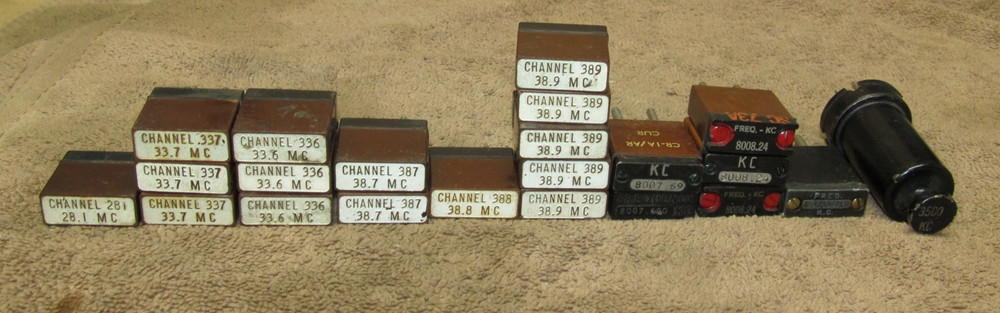 CHANNEL 281
28.1 MC
CHANNEL 337
33.7 MC
CHANNEL 337
33.7 MC
CHANNEL 337
33.7 MC
CHANNEL 336
33.6 MC
CHANNEL 336
33.6 MC
CHANNEL 336
33.6 MC
CHANNEL 387
38.7 MC
CHANNEL 387
38.7 MC
CHANNEL 388
38.8 MC
CHANNEL 389
38.9 MC
CHANNEL 389
38.9 MC
CHANNEL 389
38.9 MC
CHANNEL 389
38.9 MC
CHANNEL 389
38.9 MC
CR-1A/AR
CUR
KC
8007.69
73A
FREQ.-KC
8008.24
KC
8008.24
FREQ.-KC
8008.24
FREQ.
K.C.
3500
KC